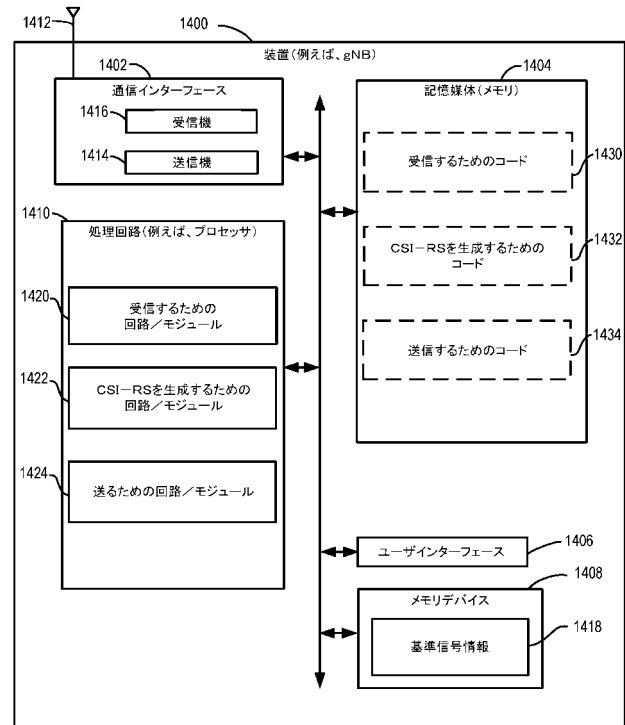 1412
1400
装置(例えば、gNB)
1402
通信インターフェース
1416
受信機
1414
送信機
1404
記憶媒体(メモリ)
受信するためのコード
1430
CSI-RSを生成するための
コード
1432
送信するためのコード
1434
1410
処理回路(例えば、プロセッサ)
1420
受信するための
回路/モジュール
1422
CSI-RSを生成するための
回路/モジュール
1424
送るための回路/モジュール
ユーザインターフェース
1406
1408
メモリデバイス
基準信号情報
1418